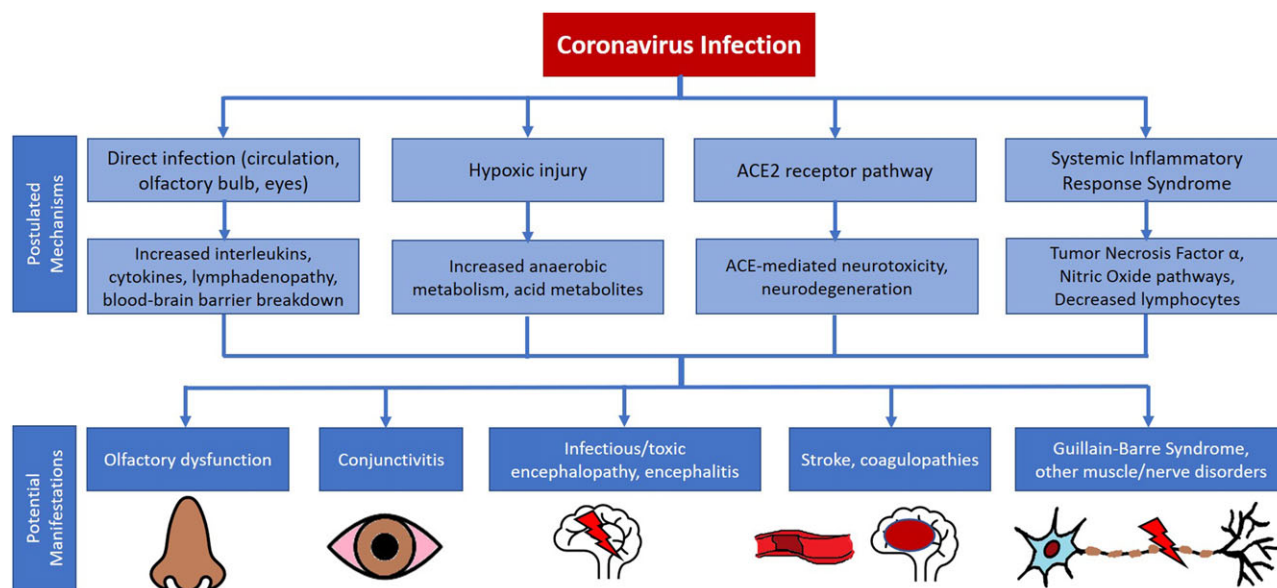 Coronavirus Infection
Postulated
Mechanisms
Direct infection (circulation,
olfactory bulb, eyes)
Hypoxic injury
ACE2 receptor pathway
Systemic Inflammatory
Response Syndrome
Increased interleukins,
cytokines, lymphadenopathy,
blood-brain barrier breakdown
Increased anaerobic
metabolism, acid metabolites
ACE-mediated neurotoxicity,
neurodegeneration
Tumor Necrosis Factor α,
Nitric Oxide pathways,
Decreased lymphocytes
Potential
Manifestations
Olfactory dysfunction
Conjunctivitis
Infectious/toxic
encephalopathy, encephalitis
Stroke, coagulopathies
Guillain-Barre Syndrome,
other muscle/nerve disorders